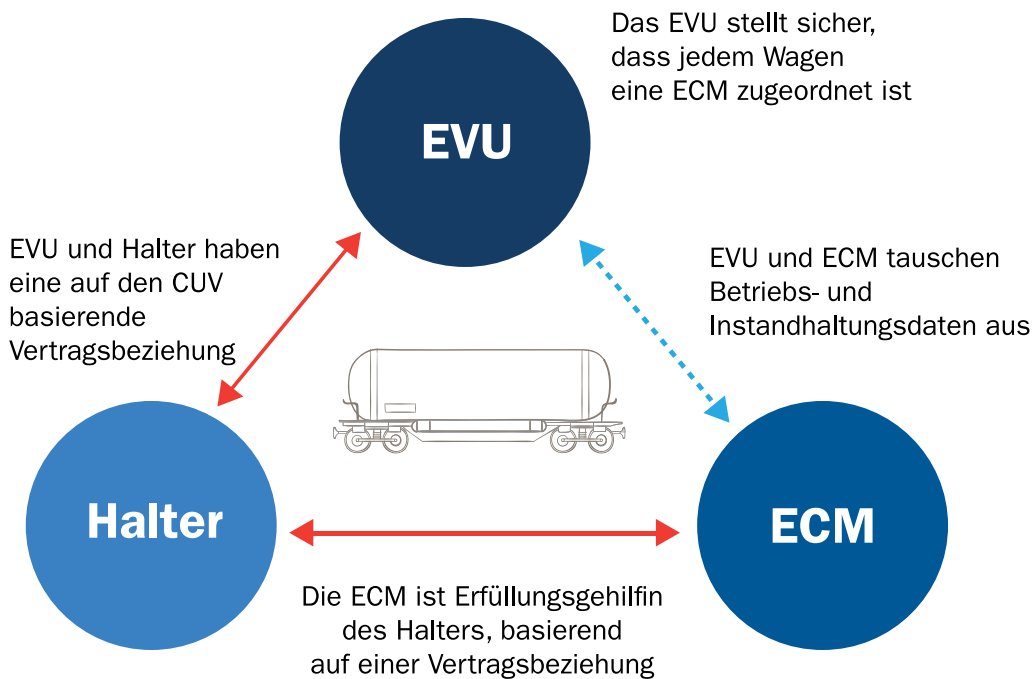 Das EVU stellt sicher,
dass jedem Wagen
eine ECM zugeordnet ist
EVU
EVU und Halter haben
eine auf den CUV
basierende
Vertragsbeziehung
EVU und ECM tauschen
Betriebs- und
Instandhaltungsdaten aus
Halter
ECM
Die ECM ist Erfüllungsgehilfin
des Halters, basierend
auf einer Vertragsbeziehung